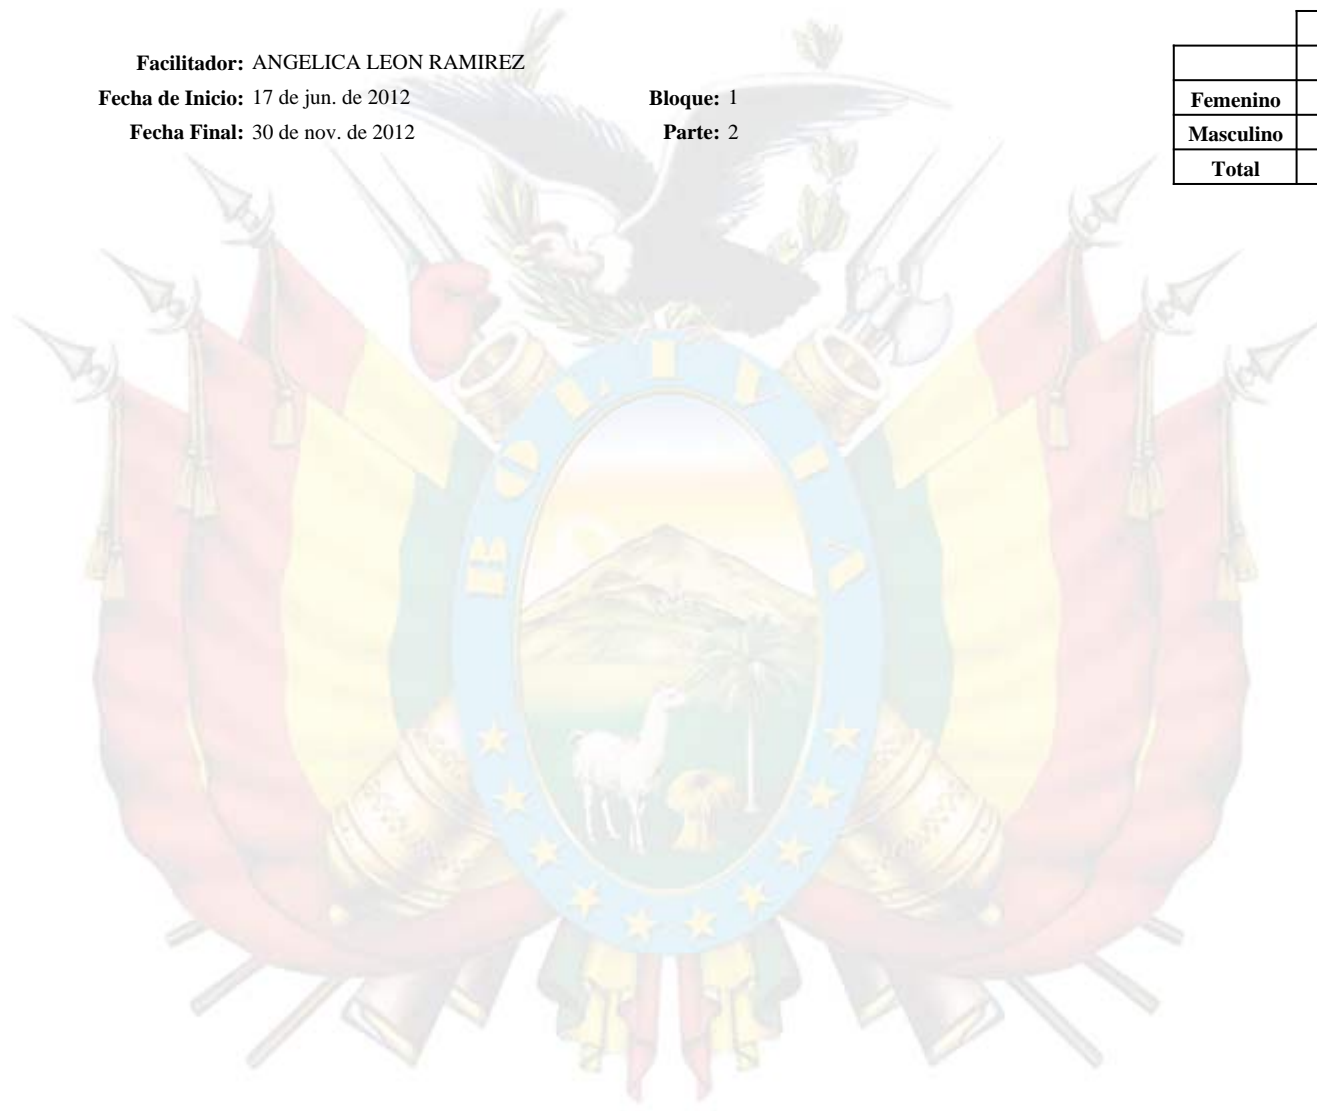 Facilitador: ANGELICA LEON RAMIREZ
Fecha de Inicio: 17 de jun. de 2012 Bloque: 1
Fecha Final: 30 de nov. de 2012 Parte: 2
Femenino
Masculino
Total
BOLIVIA